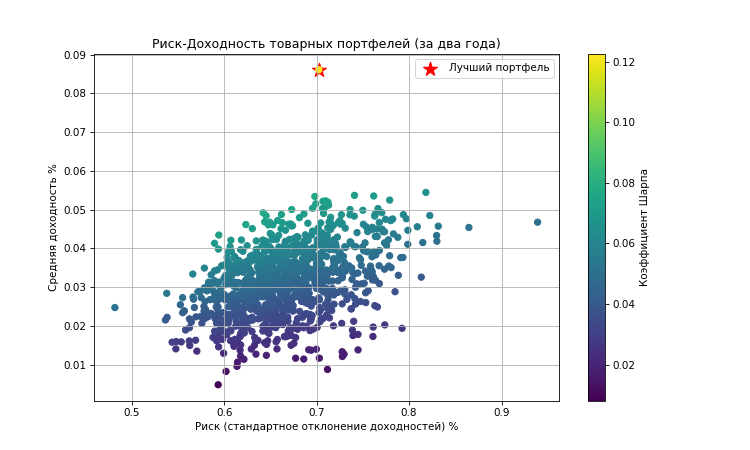 Риск-Доходность товарных портфелей (за два года)
Лучший портфель
Средняя доходность %
0.09
0.08
0.07
0.06
0.05
0.04
0.03
0.02
0.01
0.5 0.6 0.7 0.8 0.9
Риск (стандартное отклонение доходностей) %
0.12
0.10
0.08
0.06
0.04
0.02
Коэффициент Шарпа